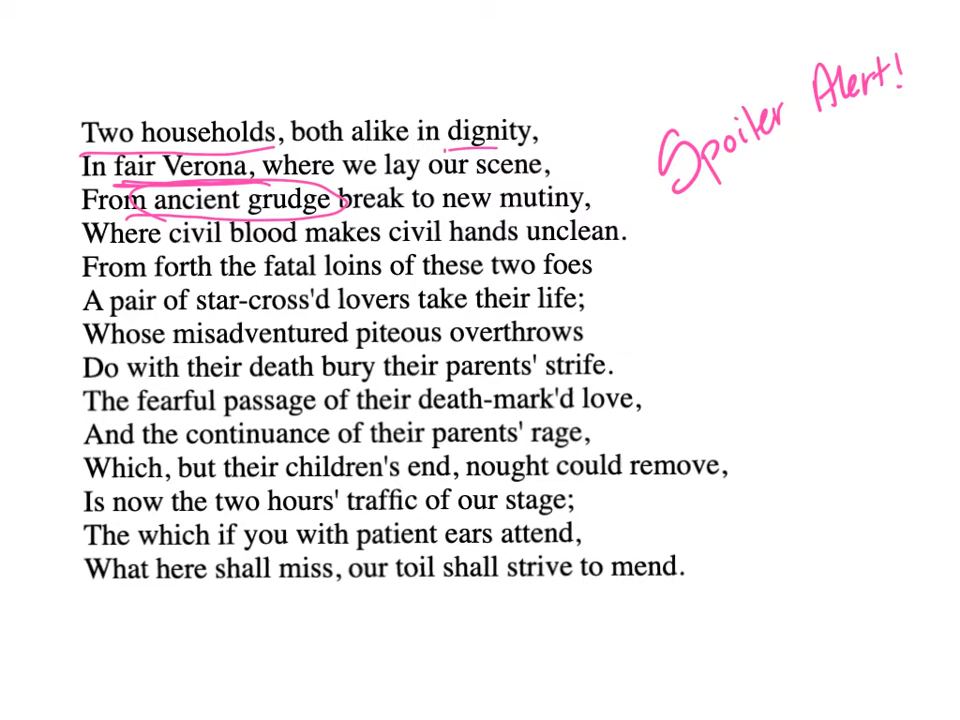 Spoiler Alert!
Two households, both alike in dignity,
In fair Verona, where we lay our scene,
From ancient grudge break to new mutiny,
Where civil blood makes civil hands unclean.
From forth the fatal loins of these two foes
A pair of star-cross'd lovers take their life;
Whose misadventured piteous overthrows
Do with their death bury their parents' strife.
The fearful passage of their death-mark'd love,
And the continuance of their parents' rage,
Which, but their children's end, nought could remove,
Is now the two hours' traffic of our stage;
The which if you with patient ears attend,
What here shall miss, our toil shall strive to mend.